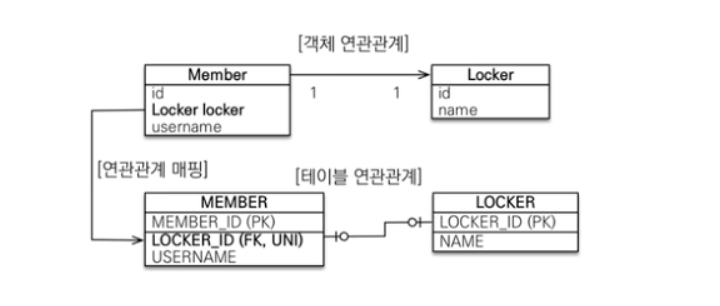 [객체 연관관계]
Member
Locker
id
1
1
id
Locker locker
name
username
[연관관계 매핑]
[테이블 연관관계]
MEMBER
LOCKER
MEMBER_ID (PK)
LOCKER_ID (PK)
LOCKER_ID (FK, UNI)
NAME
USERNAME